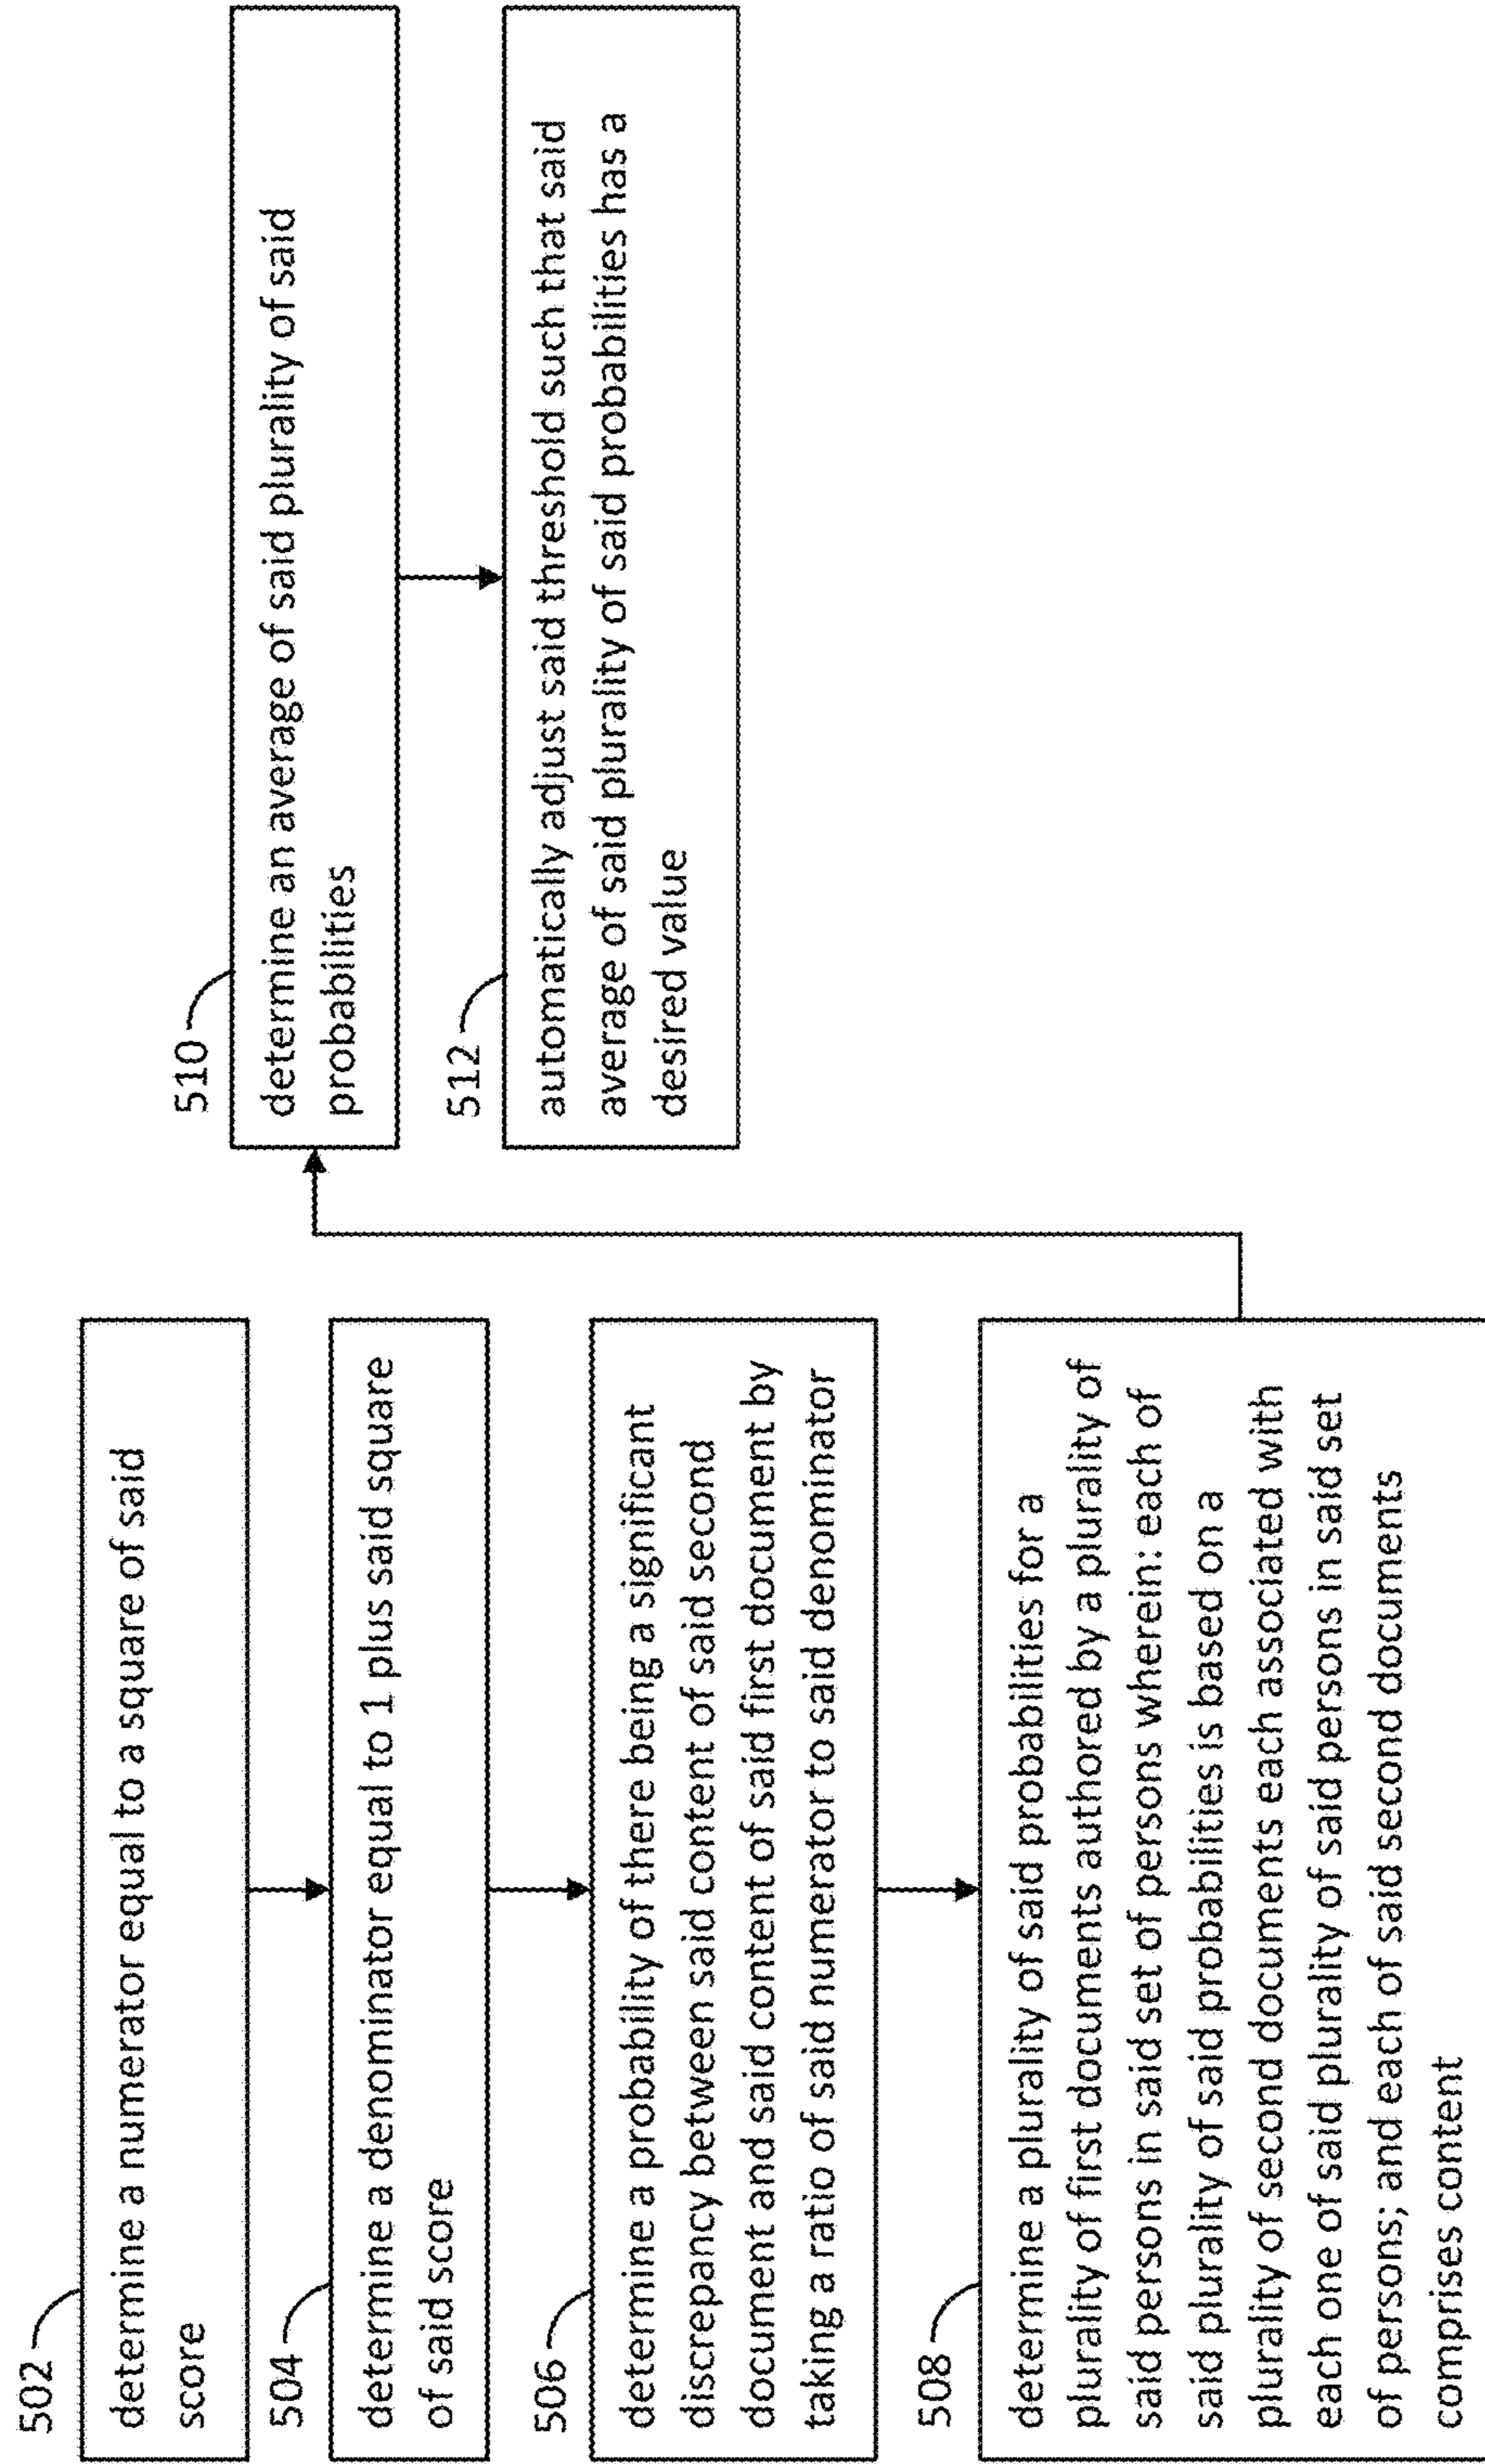 502
determine a numerator equal to a square of said
score
504
determine a denominator equal to 1 plus said square
of said score
506
determine a probability of there being a significant
discrepancy between said content of said second
document and said content of said first document by
taking a ratio of said numerator to said denominator
508
determine a plurality of said probabilities for a
plurality of first documents authored by a plurality of
said persons in said set of persons wherein: each of
said plurality of said probabilities is based on a
plurality of second documents each associated with
each one of said plurality of said persons in said set
of persons; and each of said second documents
comprises content
510
determine an average of said plurality of said
probabilities
512
automatically adjust said threshold such that said
average of said plurality of said probabilities has a
desired value